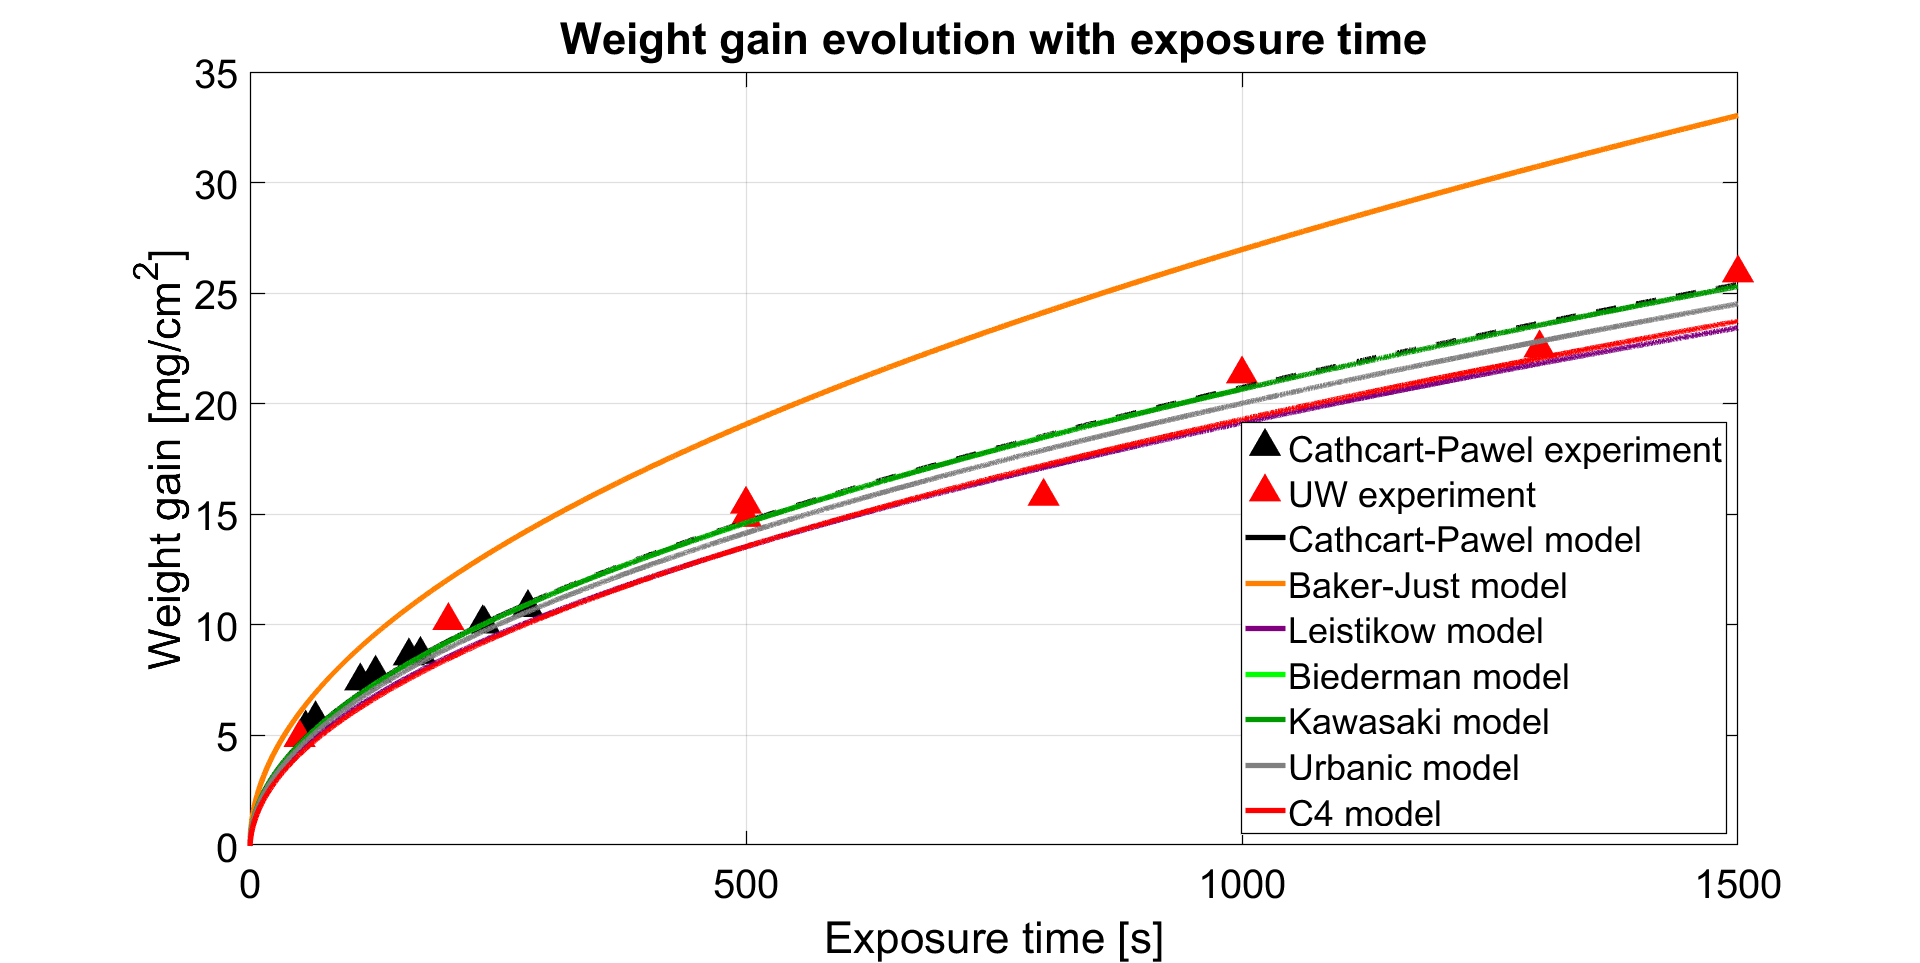 Weight gain evolution with exposure time
35
30
25
20
15
10
5
0
Weight gain [mg/cm²]
Cathcart-Pawel experiment
UW experiment
Cathcart-Pawel model
Baker-Just model
Leistikow model
Biederman model
Kawasaki model
Urbanic model
C4 model
0 500 1000 1500
Exposure time [s]